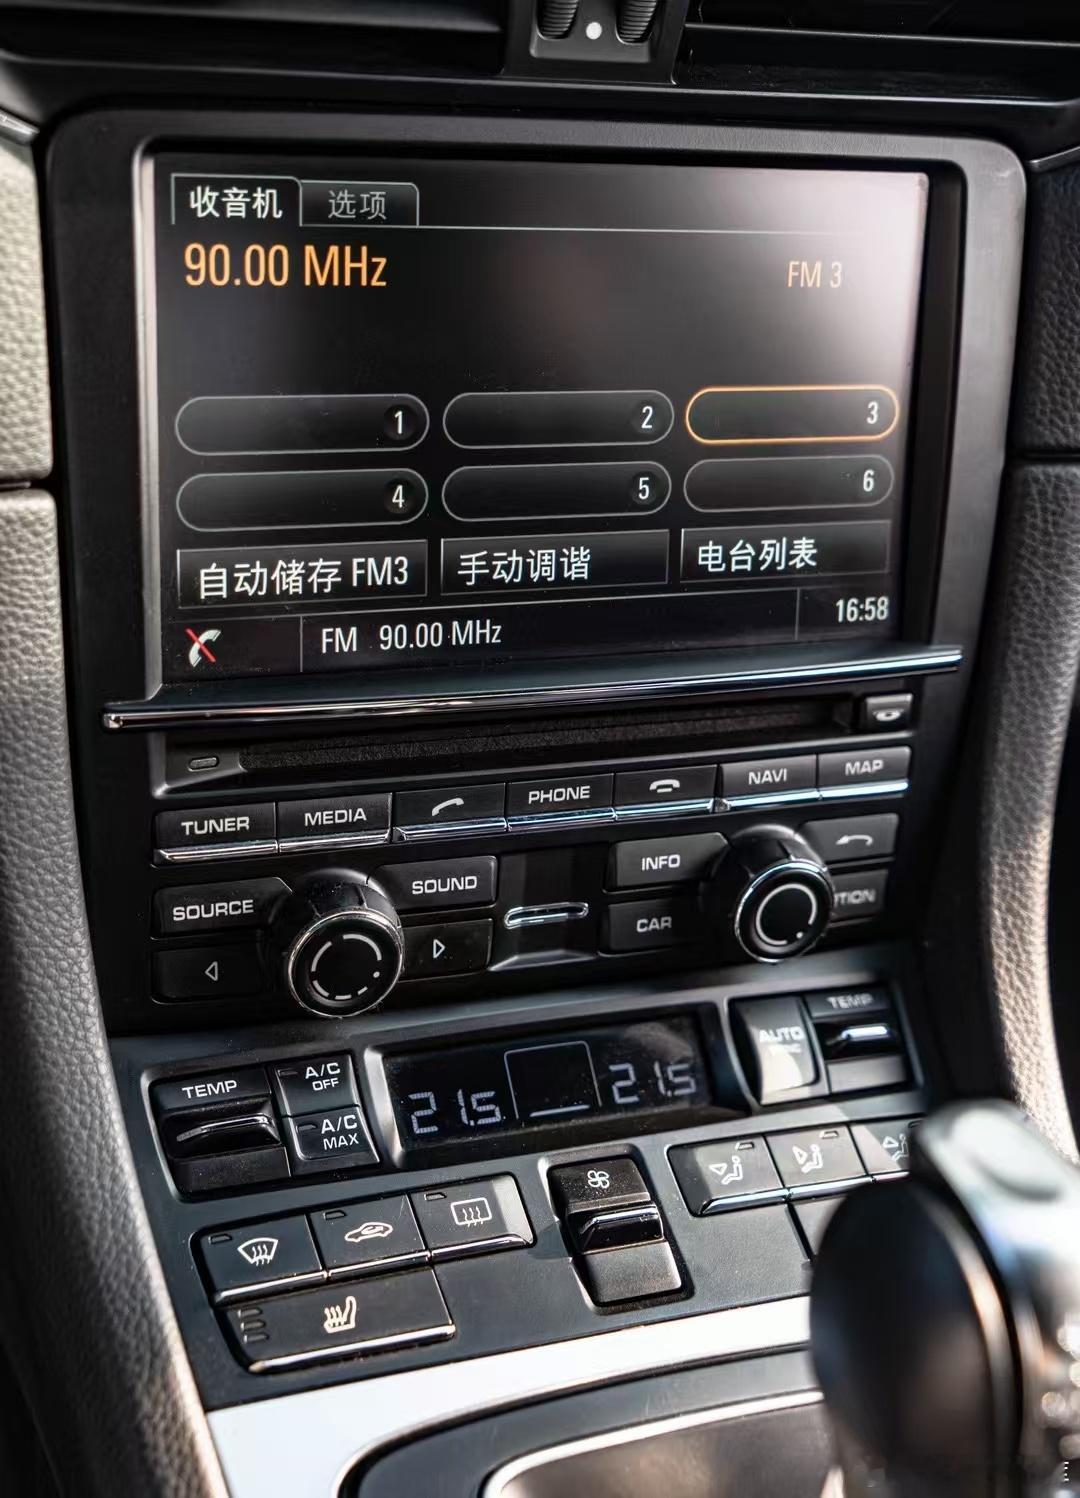 收音机 选项
90.00 MHz FM 3
1 2 3
4 5 6
自动储存 FM3 手动调谐 电台列表
FM 90.00 MHz 16:58
TUNER MEDIA PHONE NAVI MAP
SOURCE SOUND INFO
CAR
TEMP A/C OFF 21.5 21.5 AUTO TEMP
A/C MAX